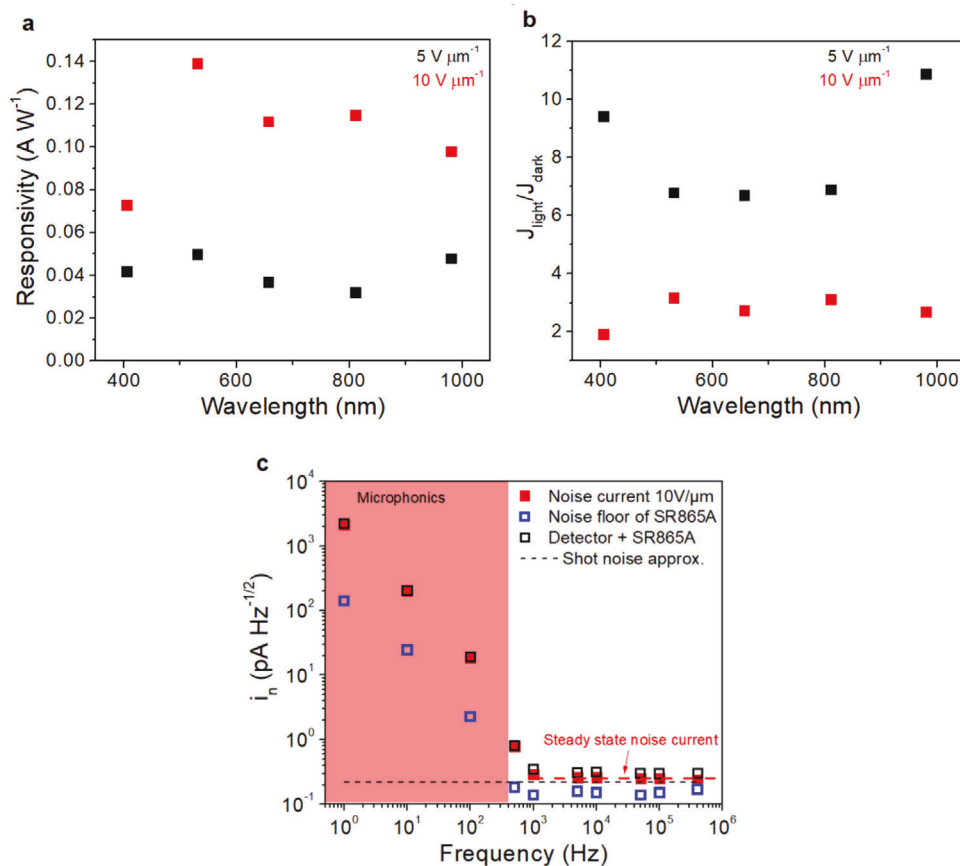 a
5 V μm⁻¹
10 V μm⁻¹
0.14
0.12
0.10
0.08
0.06
0.04
0.02
0.00
Responsivity (A W⁻¹)
400 600 800 1000
Wavelength (nm)
b
5 V μm⁻¹
10 V μm⁻¹
12
10
8
6
4
2
J_light/J_dark
400 600 800 1000
Wavelength (nm)
c
Microphonics
Noise current 10V/μm
Noise floor of SR865A
Detector + SR865A
Shot noise approx.
Steady state noise current
10⁴
10³
10²
10¹
10⁰
10⁻¹
i_n (pA Hz⁻¹/²)
10⁰ 10¹ 10² 10³ 10⁴ 10⁵ 10⁶
Frequency (Hz)